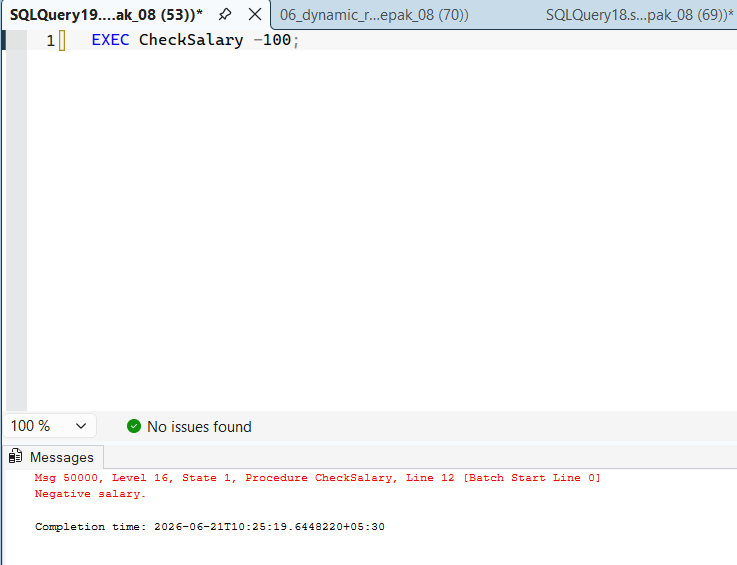 SQLQuery19....ak_08 (53))* 06_dynamic_r...epak_08 (70)) SQLQuery18.s...pak_08 (69))*
1 EXEC CheckSalary -100;
100 % No issues found
Messages
Msg 50000, Level 16, State 1, Procedure CheckSalary, Line 12 [Batch Start Line 0]
Negative salary.
Completion time: 2026-06-21T10:25:19.6448220+05:30